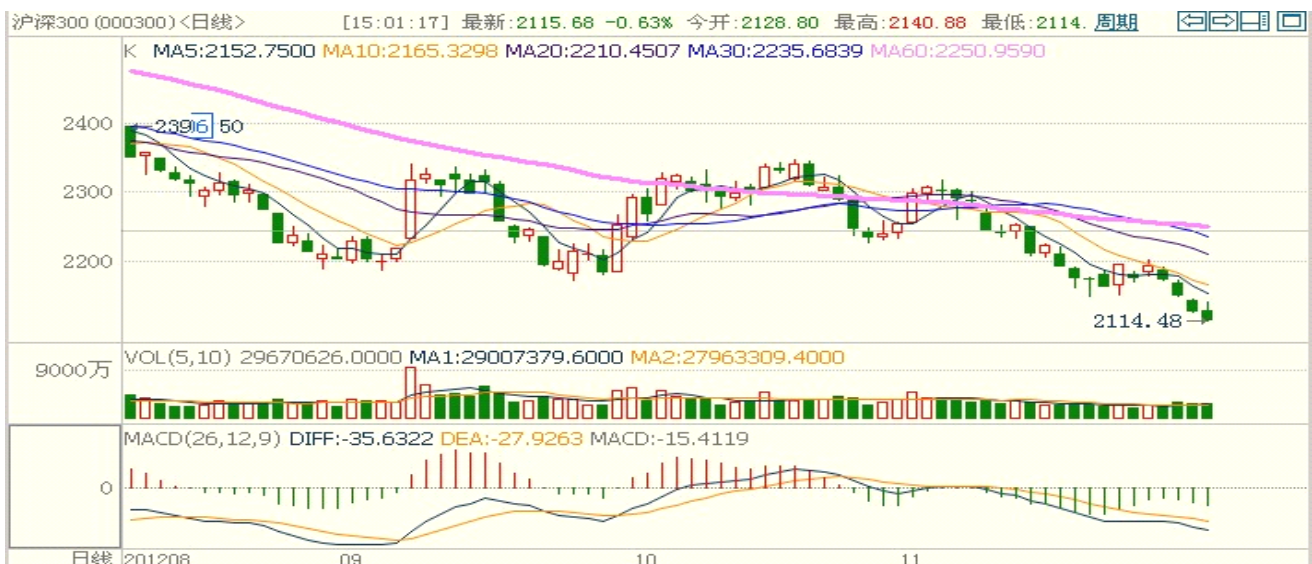 沪深300(000300)<日线> [15:01:17] 最新:2115.68 -0.63% 今开:2128.80 最高:2140.88 最低:2114. 周期
K MA5:2152.7500 MA10:2165.3298 MA20:2210.4507 MA30:2235.6839 MA60:2250.9590
2400
2396 50
2300
2200
2114.48
VOL(5,10) 29670626.0000 MA1:29007379.6000 MA2:27963309.4000
9000万
MACD(26,12,9) DIFF:-35.6322 DEA:-27.9263 MACD:-15.4119
0
日线 201208 09 10 11